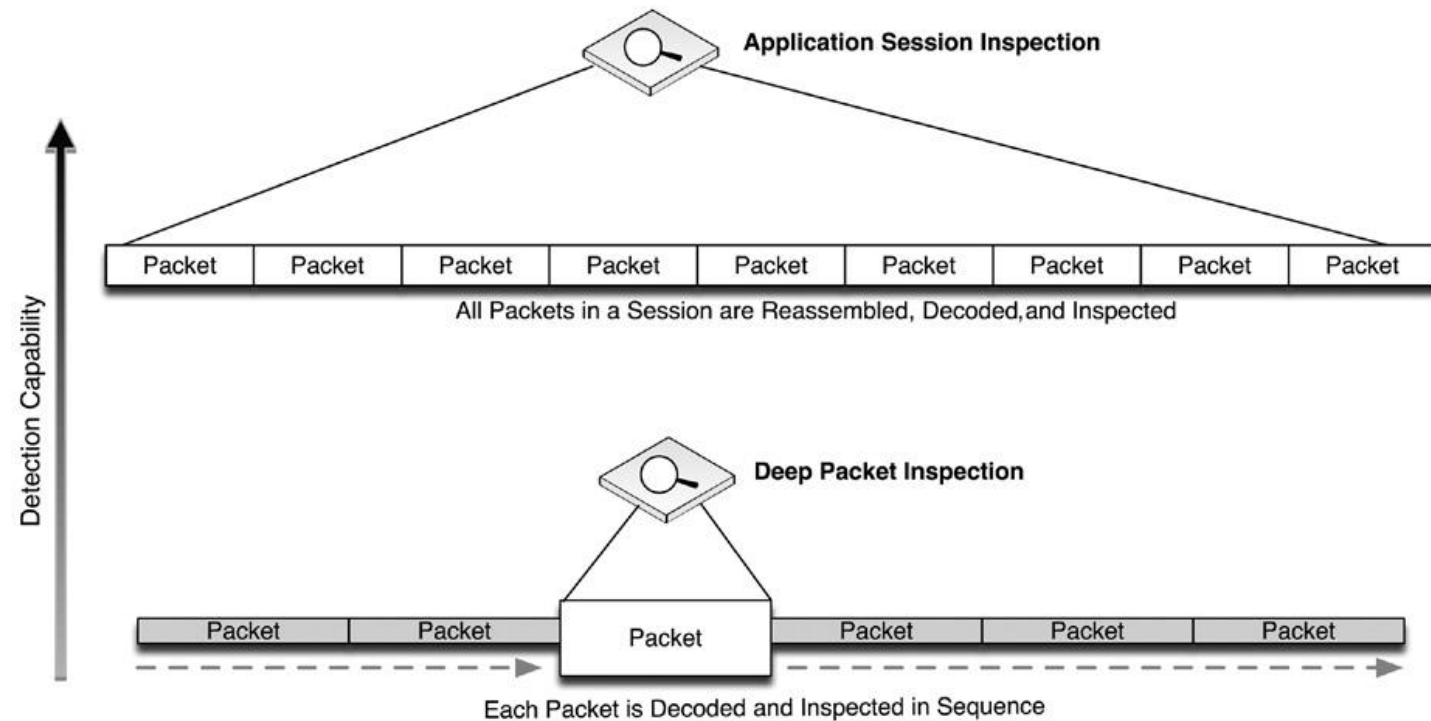 Application Session Inspection
Packet Packet Packet Packet Packet Packet Packet Packet Packet
All Packets in a Session are Reassembled, Decoded,and Inspected
Detection Capability
Deep Packet Inspection
Packet Packet Packet Packet Packet Packet
Each Packet is Decoded and Inspected in Sequence